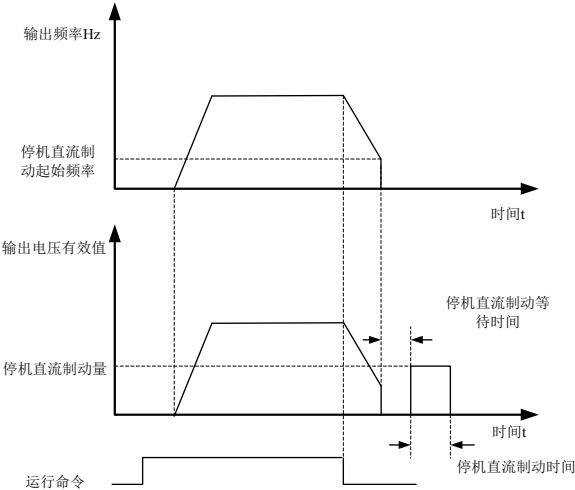 输出频率Hz
停机直流制
动起始频率
时间t
输出电压有效值
停机直流制动等
待时间
停机直流制动量
时间t
停机直流制动时间
运行命令